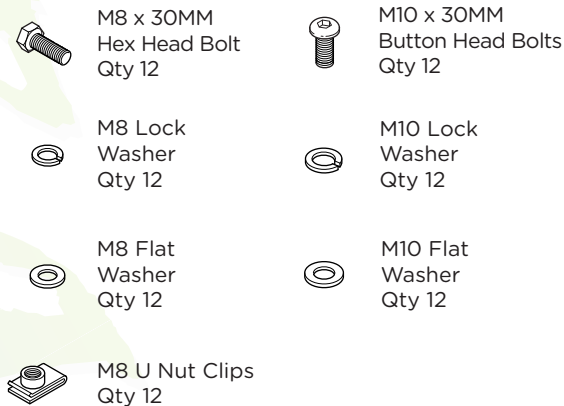 M8 x 30MM
Hex Head Bolt
Qty 12
M10 x 30MM
Button Head Bolts
Qty 12
M8 Lock
Washer
Qty 12
M10 Lock
Washer
Qty 12
M8 Flat
Washer
Qty 12
M10 Flat
Washer
Qty 12
M8 U Nut Clips
Qty 12